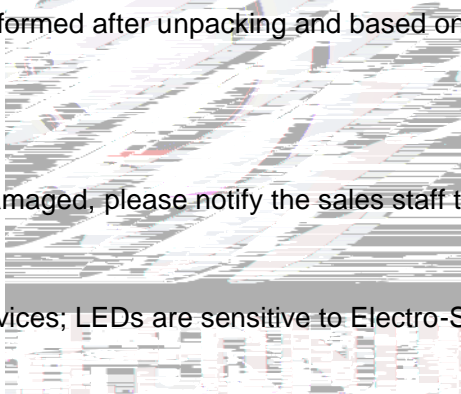 formed after unpacking and based on
maged, please notify the sales staff t
vices; LEDs are sensitive to Electro-S